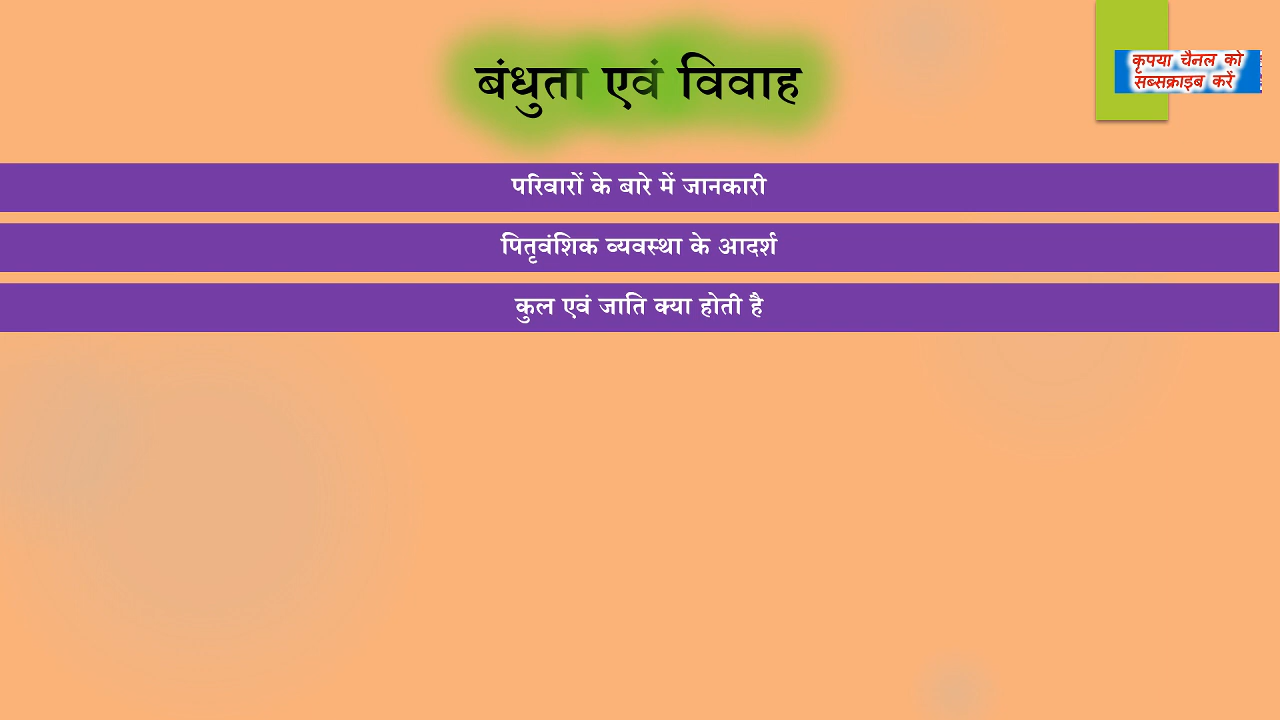 बंधुता एवं विवाह
कृपया चैनल को
सब्सक्राइब करें
परिवारों के बारे में जानकारी
पितृवंशिक व्यवस्था के आदर्श
कुल एवं जाति क्या होती है